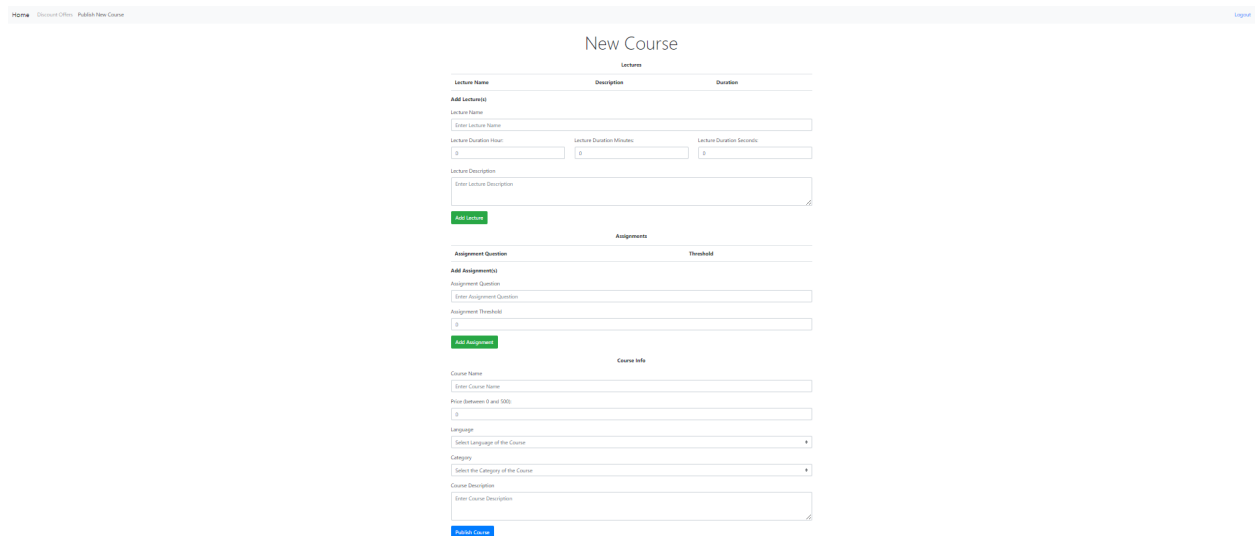 Home Discount Offers Publish New Course Logout
New Course
Lectures
Lecture Name Description Duration
Add Lecture(s)
Lecture Name
Enter Lecture Name
Lecture Duration Hour: Lecture Duration Minutes: Lecture Duration Seconds:
0 0 0
Lecture Description
Enter Lecture Description
Add Lecture
Assignments
Assignment Question Threshold
Add Assignment(s)
Assignment Question
Enter Assignment Question
Assignment Threshold
0
Add Assignment
Course Info
Course Name
Enter Course Name
Price (between 0 and 500):
0
Language
Select Language of the Course
Category
Select the Category of the Course
Course Description
Enter Course Description
Publish Course